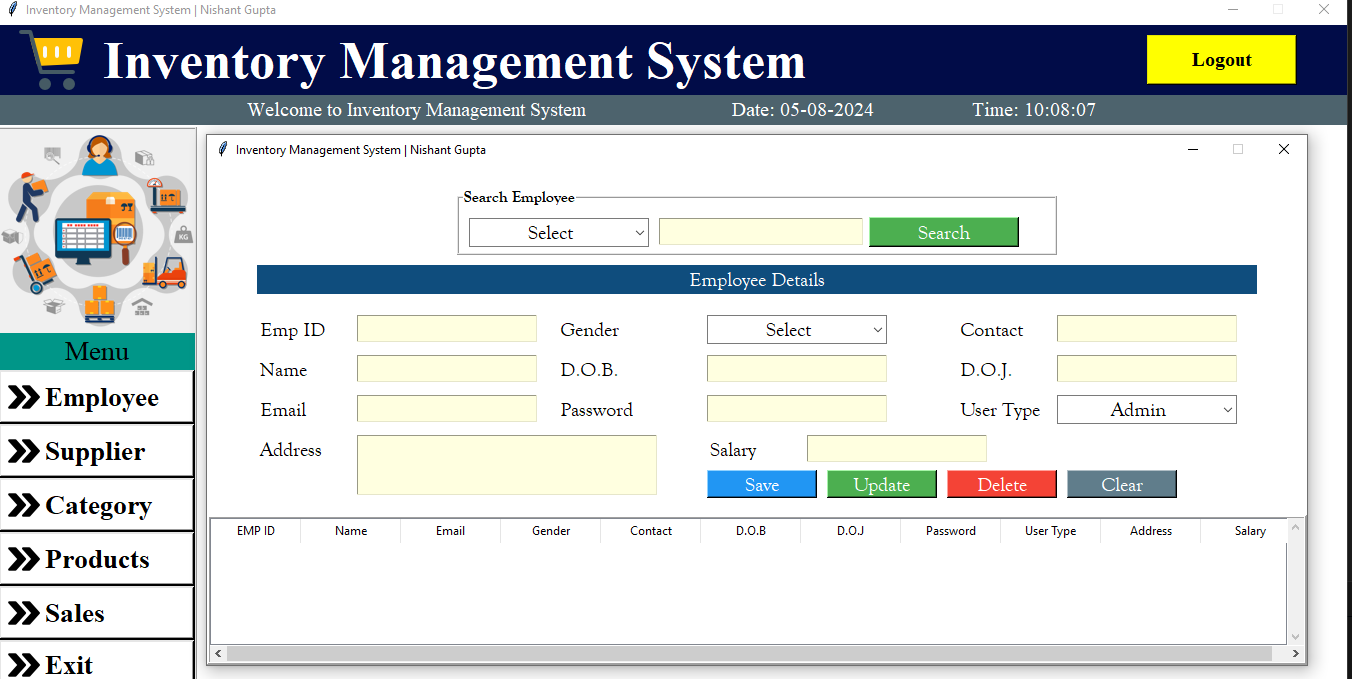 Inventory Management System | Nishant Gupta
Inventory Management System
Logout
Welcome to Inventory Management System Date: 05-08-2024 Time: 10:08:07
KG
Menu
Employee
Supplier
Category
Products
Sales
Exit
Inventory Management System | Nishant Gupta
Search Employee
Select Search
Employee Details
Emp ID Gender Select Contact
Name D.O.B. D.O.J.
Email Password User Type Admin
Address Salary
Save Update Delete Clear
EMP ID Name Email Gender Contact D.O.B D.O.J Password User Type Address Salary